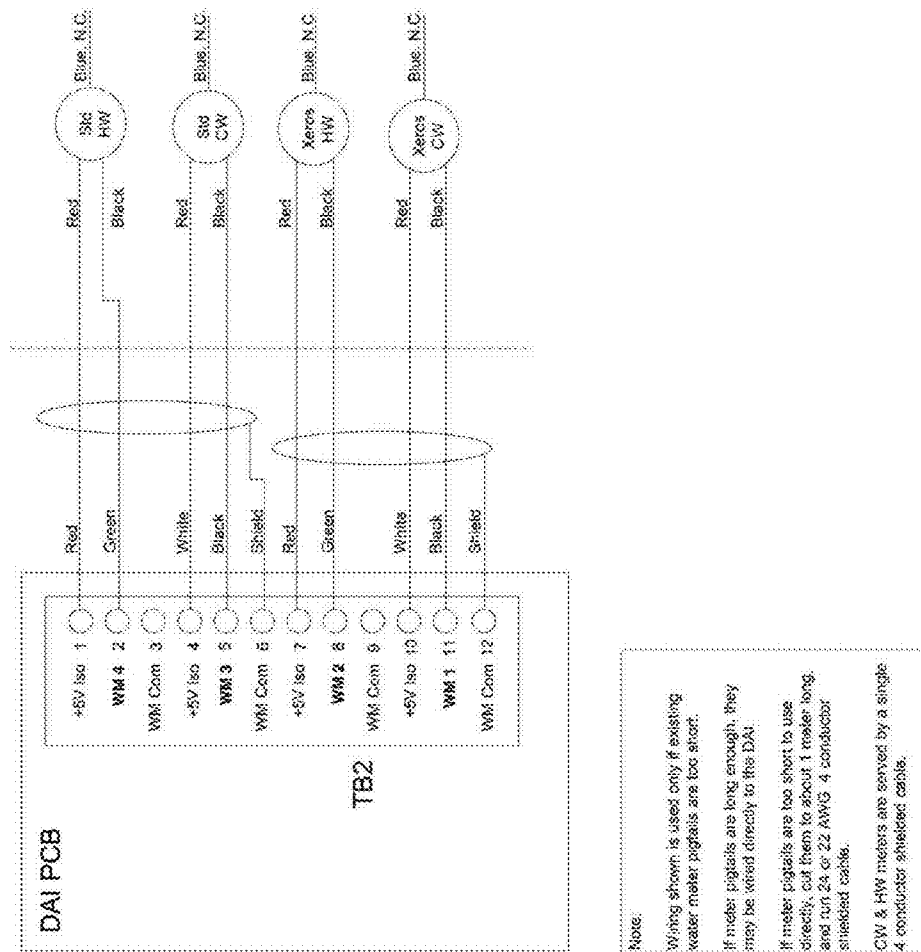 DAI PCB
TB2
+5V Iso 1
WM 4 2
WM Com 3
+5V Iso 4
WM 3 5
WM Com 6
+5V Iso 7
WM 2 8
WM Com 9
+5V Iso 10
WM 1 11
WM Com 12
Red
Green
White
Black
Shield
Red
Green
White
Black
Shield
Red
Black
Red
Black
Red
Black
Red
Black
Std
HW
Std
CW
Xeros
HW
Xeros
CW
Blue N.C.
Blue N.C.
Blue N.C.
Blue N.C.
Note:
Wiring shown is used only if existing
water meter pigtails are too short.
If meter pigtails are long enough, they
may be wired directly to the DAI.
If meter pigtails are too short to use
directly, cut them to about 1 meter long,
and run 24 or 22 AWG 4 conductor
shielded cable.
CW & HW meters are served by a single
4 conductor shielded cable.